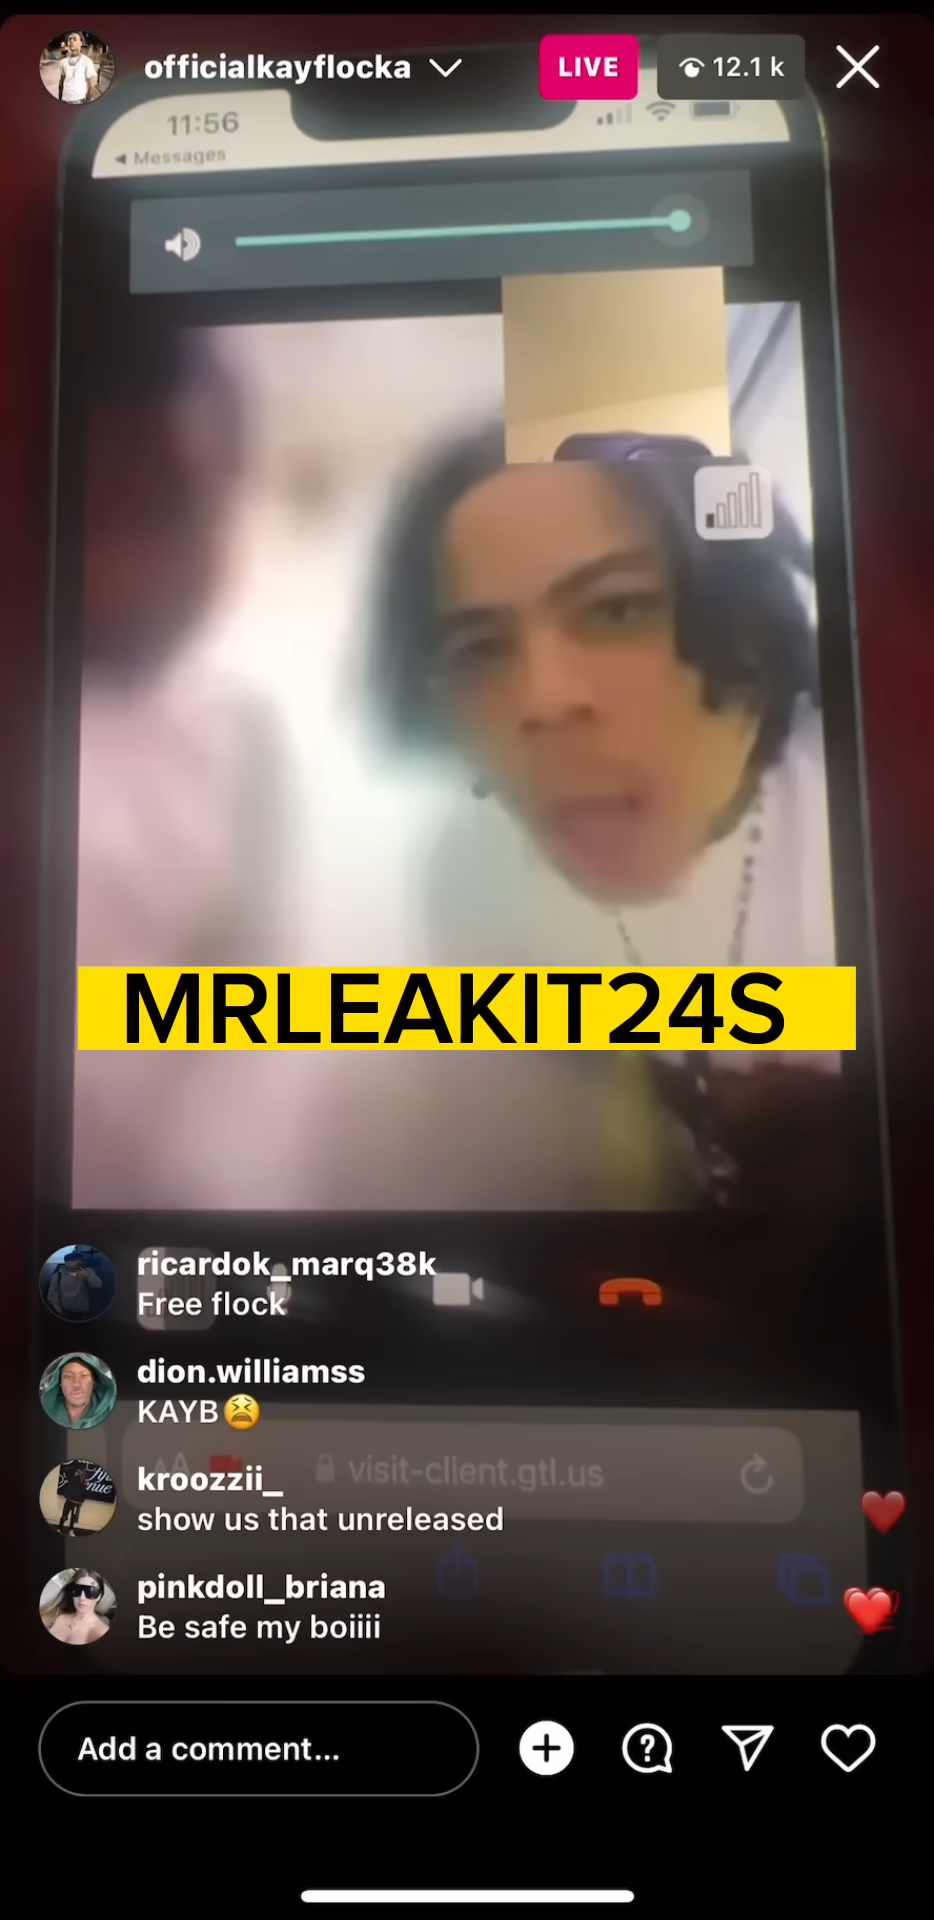 officialkayflocka
LIVE
12.1 k
11:56
Messages
MRLEAKIT24S
ricardok_marq38k
Free flock
dion.williamss
KAYB😫
AA
visit-client.gtl.us
kroozzii_
show us that unreleased
pinkdoll_briana
Be safe my boiiii
Add a comment...